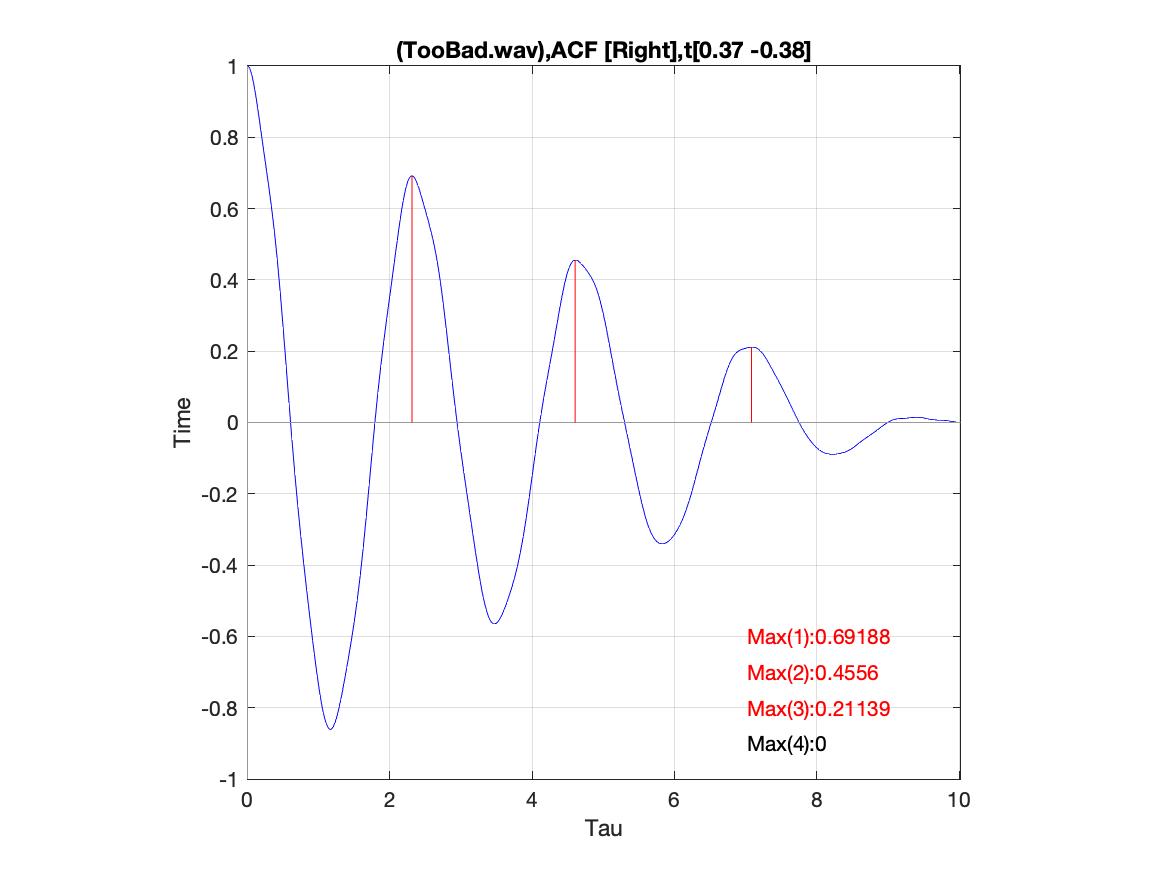 (TooBad.wav),ACF [Right],t[0.37 -0.38]
1
0.8
0.6
0.4
0.2
0
-0.2
-0.4
-0.6
-0.8
-1
Time
Max(1):0.69188
Max(2):0.4556
Max(3):0.21139
Max(4):0
0 2 4 6 8 10
Tau